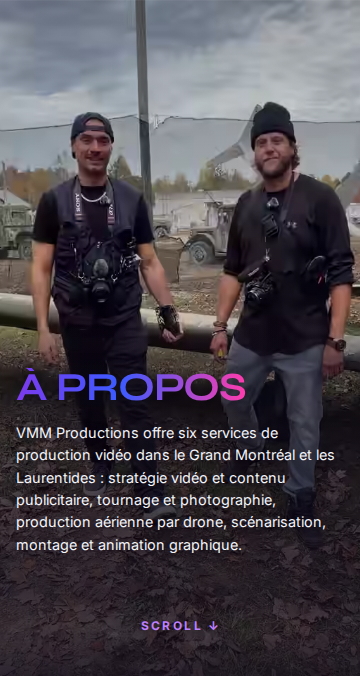 SONY
À PROPOS
VMM Productions offre six services de
production vidéo dans le Grand Montréal et les
Laurentides : stratégie vidéo et contenu
publicitaire, tournage et photographie,
production aérienne par drone, scénarisation,
montage et animation graphique.
SCROLL ↓